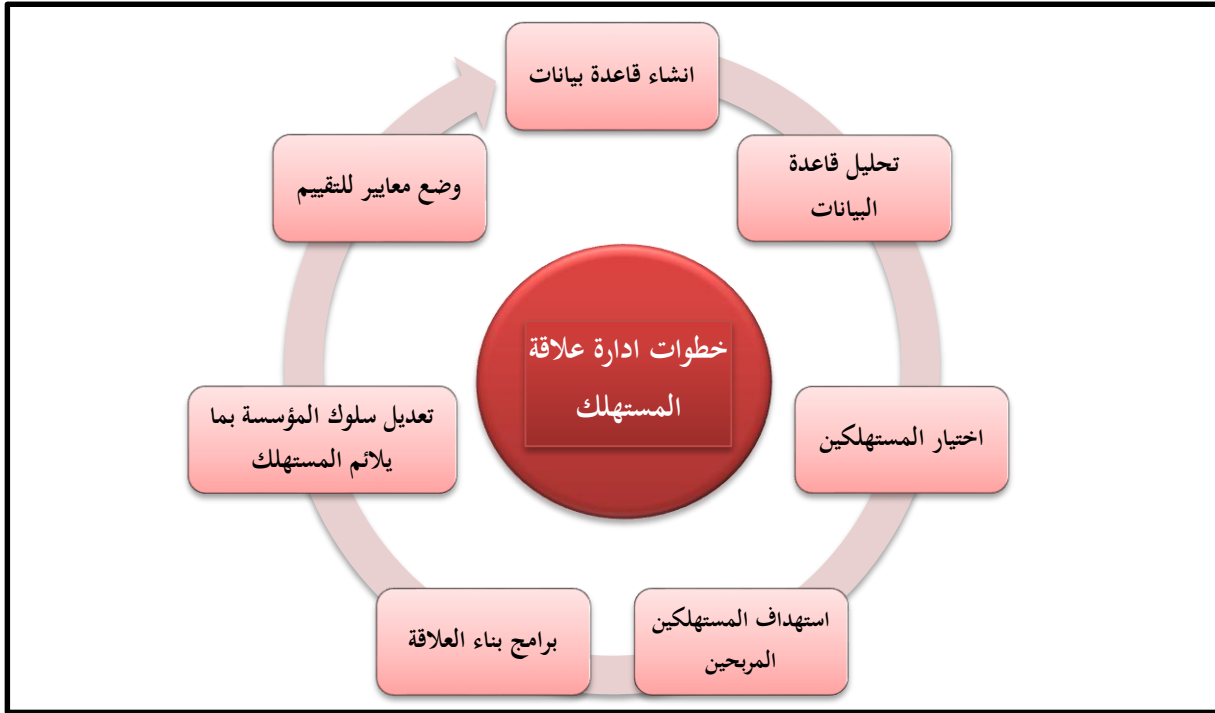 انشاء قاعدة بيانات
تحليل قاعدة
البيانات
اختيار المستهلكين
استهداف المستهلكين
المربحين
برامج بناء العلاقة
تعديل سلوك المؤسسة بما
يلائم المستهلك
وضع معايير للتقييم
خطوات ادارة علاقة
المستهلك